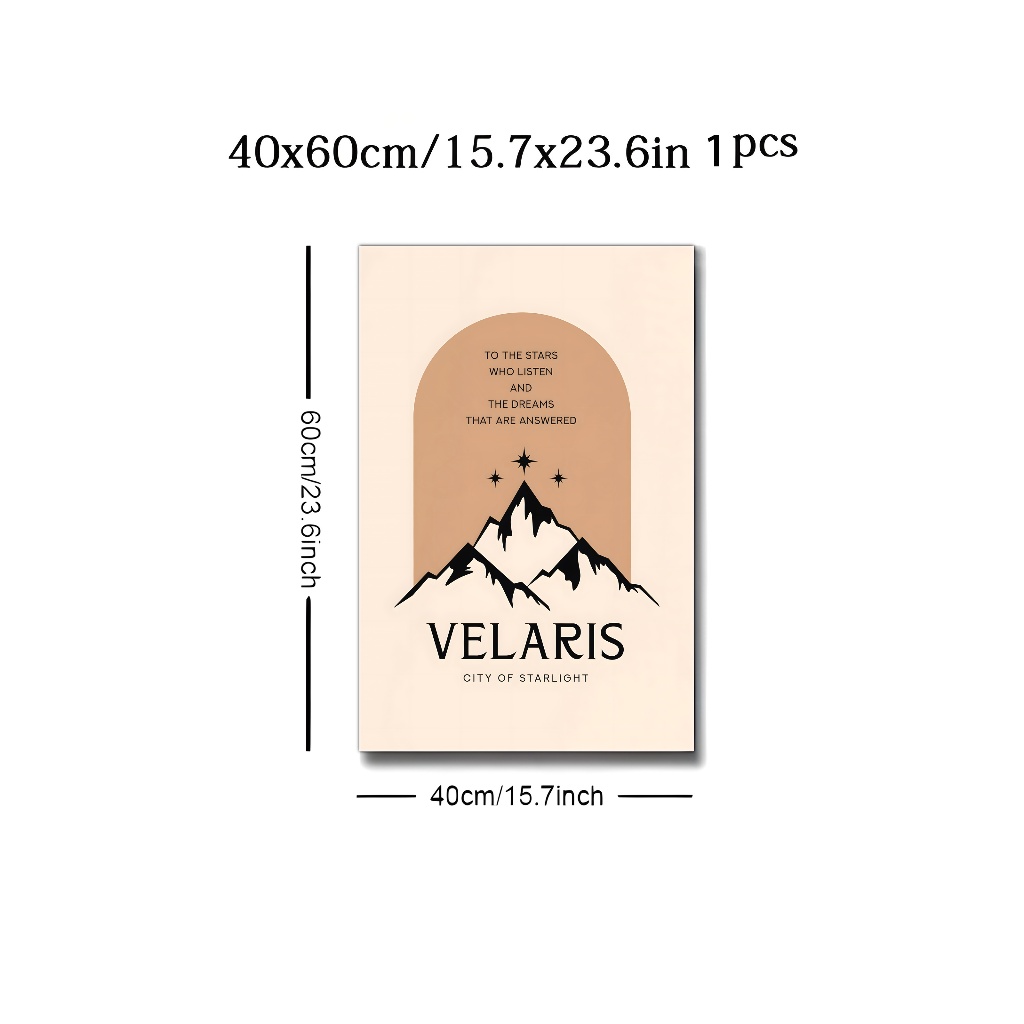 40x60cm/15.7x23.6in 1pcs
60cm/23.6inch
TO THE STARS
WHO LISTEN
AND
THE DREAMS
THAT ARE ANSWERED
VELARIS
CITY OF STARLIGHT
40cm/15.7inch